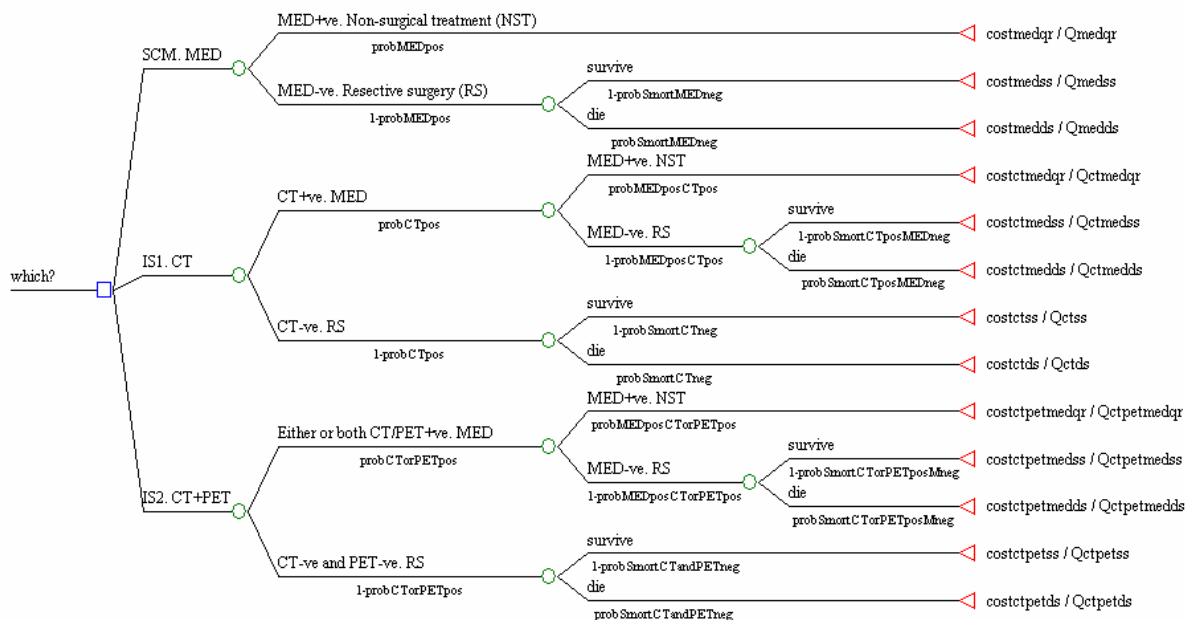 MED+ve. Non-surgical treatment (NST)
probMEDpos
costmedqr / Qmedqr
SCM. MED
survive
1-probSmortMEDneg
costmedss / Qmedss
MED-ve. Resective surgery (RS)
1-probMEDpos
die
probSmortMEDneg
costmedds / Qmedds
which?
IS1. CT
CT+ve. MED
probCTpos
MED+ve. NST
probMEDposCTpos
costctmedqr / Qctmedqr
MED-ve. RS
1-probMEDposCTpos
survive
1-probSmortCTposMEDneg
costctmedss / Qctmedss
die
probSmortCTposMEDneg
costctmedds / Qctmedds
CT-ve. RS
1-probCTpos
survive
1-probSmortCTneg
costctss / Qctss
die
probSmortCTneg
costctds / Qctds
IS2. CT+PET
Either or both CT/PET+ve. MED
probCTorPETpos
MED+ve. NST
probMEDposCTorPETpos
costctpetmedqr / Qctpetmedqr
MED-ve. RS
1-probMEDposCTorPETpos
survive
1-probSmortCTorPETposMneg
costctpetmedss / Qctpetmedss
die
probSmortCTorPETposMneg
costctpetmedds / Qctpetmedds
CT-ve and PET-ve. RS
1-probCTorPETpos
survive
1-probSmortCTandPETneg
costctpetss / Qctpetss
die
probSmortCTandPETneg
costctpetds / Qctpetds